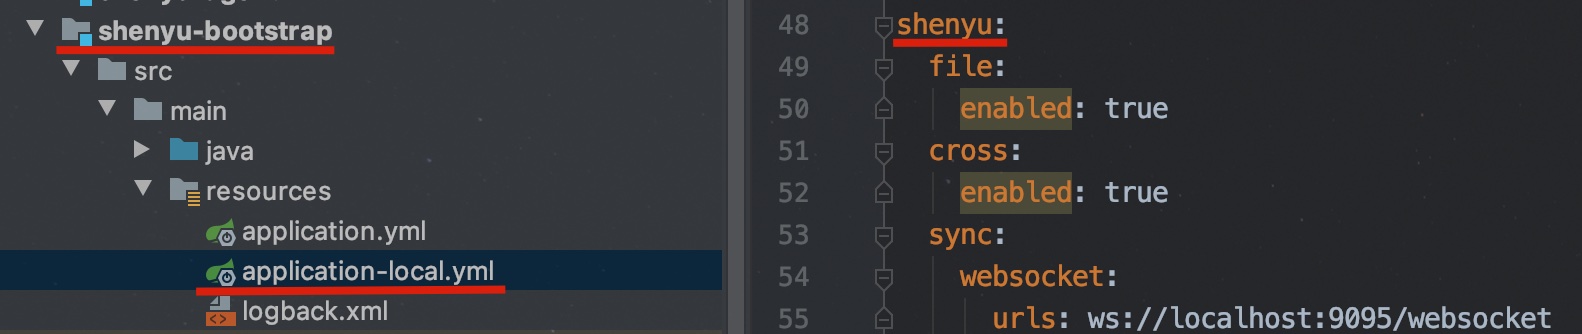 shenyu-bootstrap
src
main
java
resources
application.yml
application-local.yml
logback.xml
48 shenyu:
49 file:
50 enabled: true
51 cross:
52 enabled: true
53 sync:
54 websocket:
55 urls: ws://localhost:9095/websocket